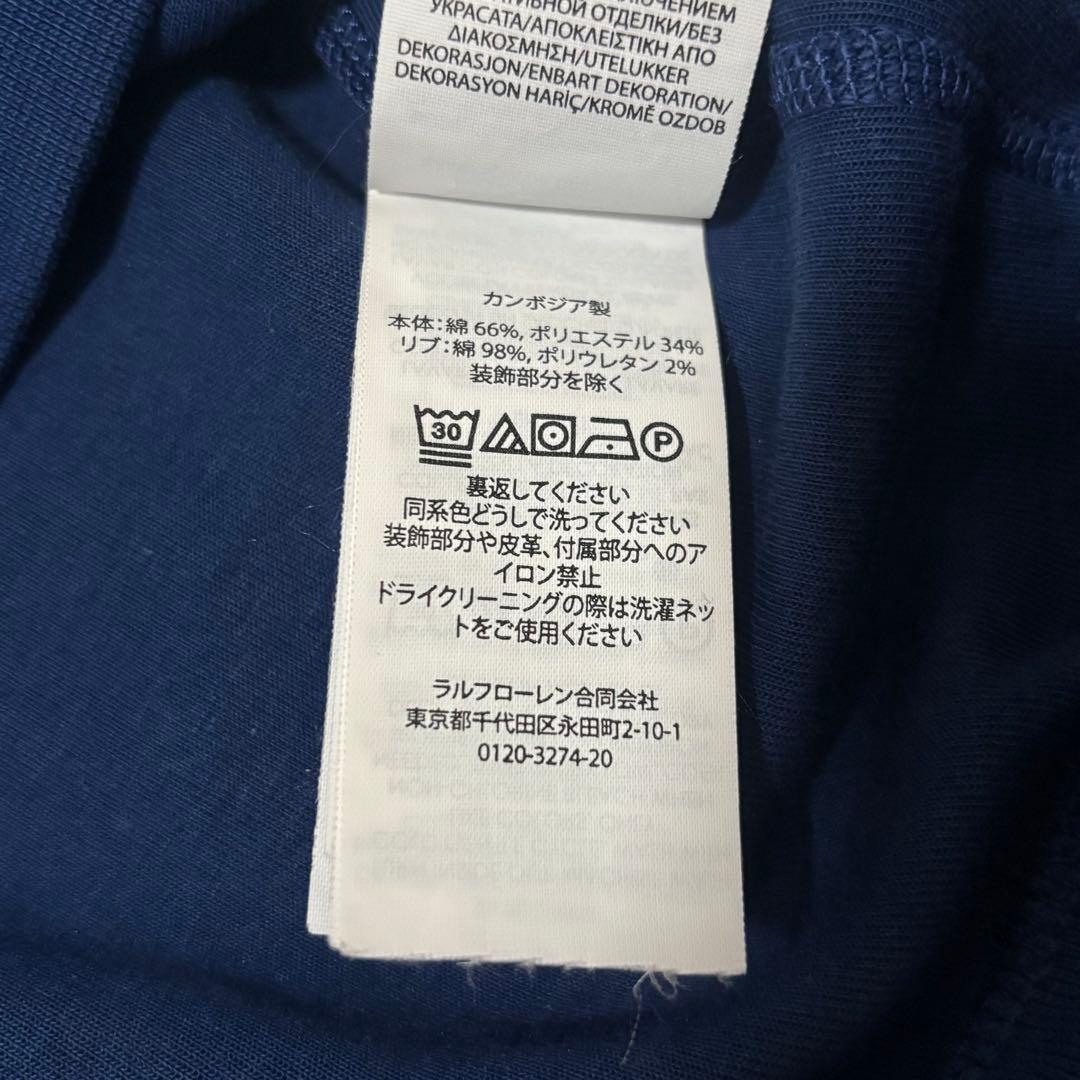 ОТДЕЛКИ/БЕЗ
УКРАСАТА/ΑΠΟΚΛΕΙΣΤΙΚΗ ΑΠΟ
ΔΙΑΚΟΣΜΗΣΗ/UTELUKKER
DEKORASJON/ENBART DEKORATION/
DEKORASYON HARİÇ/KROMĚ OZDOB
カンボジア製
本体：綿 66%, ポリエステル 34%
リブ：綿 98%, ポリウレタン 2%
装飾部分を除く
30 P
裏返してください
同系色どうしで洗ってください
装飾部分や皮革、付属部分へのア
イロン禁止
ドライクリーニングの際は洗濯ネッ
トをご使用ください
ラルフローレン合同会社
東京都千代田区永田町2-10-1
0120-3274-20